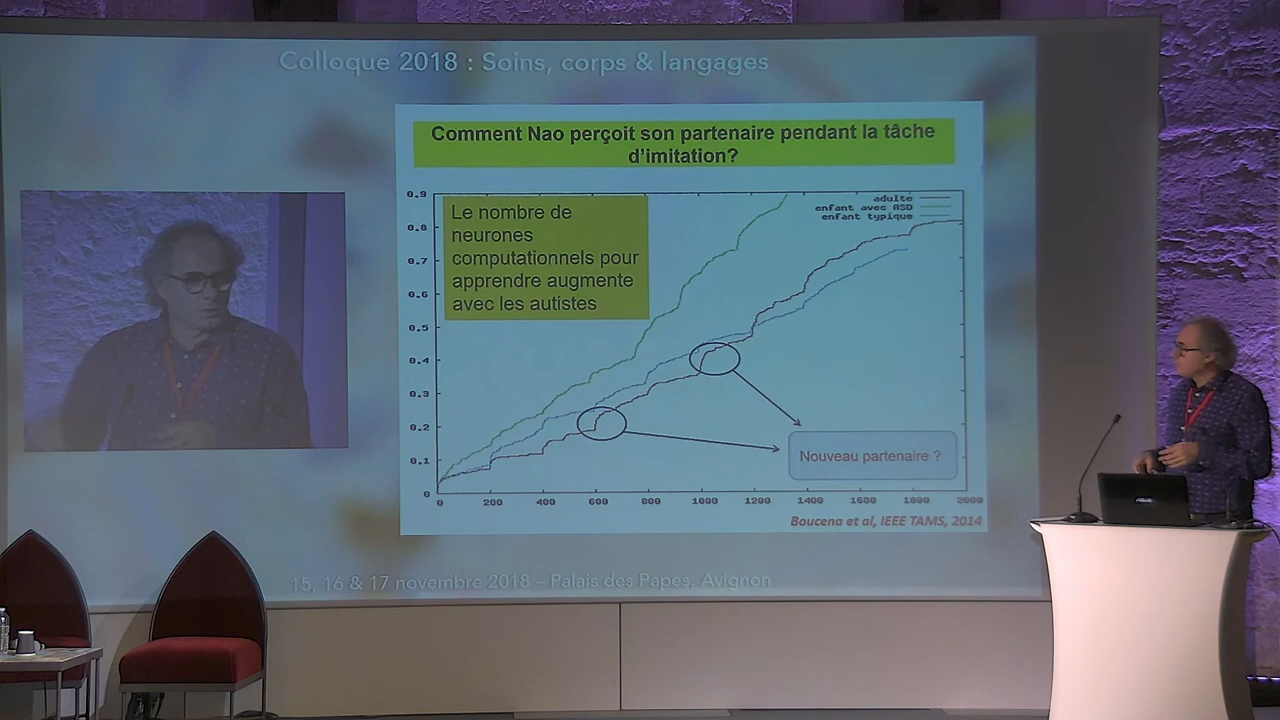 Colloque 2018 : Soins, corps & langages
Comment Nao perçoit son partenaire pendant la tâche
d'imitation?
Le nombre de
neurones
computationnels pour
apprendre augmente
avec les autistes
adulte
enfant avec ASD
enfant typique
0.9
0.8
0.7
0.6
0.5
0.4
0.3
0.2
0.1
0
0 200 400 600 800 1000 1200 1400 1600 1800 2000
Nouveau partenaire ?
Boucena et al, IEEE TAMS, 2014
15, 16 & 17 novembre 2018 – Palais des Papes, Avignon